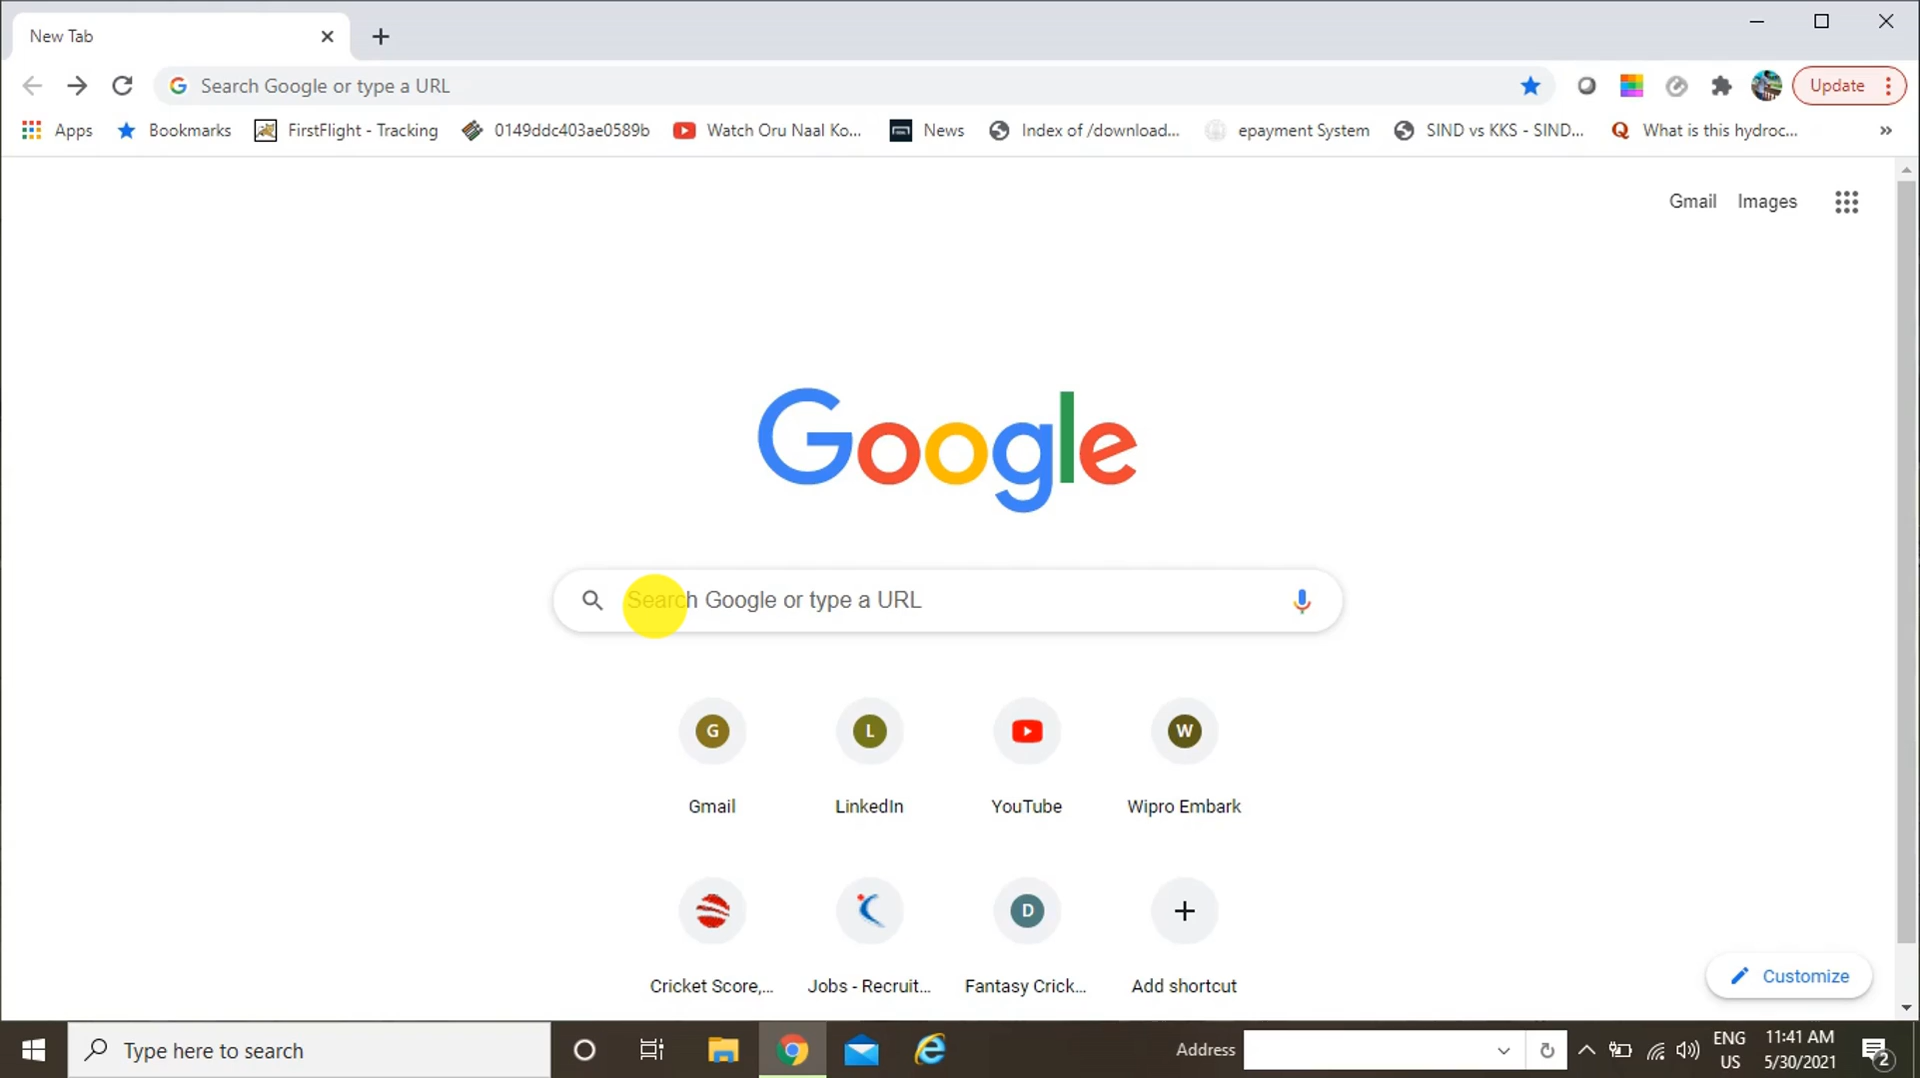 New Tab
Search Google or type a URL
Update
Apps
Bookmarks
FirstFlight - Tracking
0149ddc403ae0589b
Watch Oru Naal Ko...
News
Index of /download...
epayment System
SIND vs KKS - SIND...
Q
What is this hydroc...
»
Gmail
Images
Google
Search Google or type a URL
G
L
W
Gmail
LinkedIn
YouTube
Wipro Embark
D
Cricket Score,...
Jobs - Recruit...
Fantasy Crick...
Add shortcut
Customize
Type here to search
Address
ENG
US
11:41 AM
5/30/2021
2